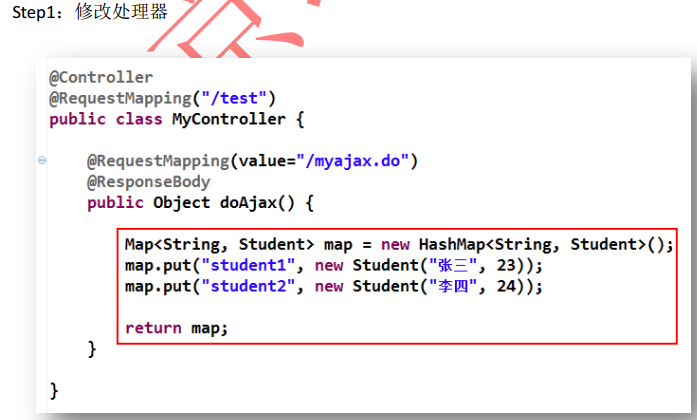 Step1：修改处理器
@Controller
@RequestMapping("/test")
public class MyController {
@RequestMapping(value="/myajax.do")
@ResponseBody
public Object doAjax() {
Map<String, Student> map = new HashMap<String, Student>();
map.put("student1", new Student("张三", 23));
map.put("student2", new Student("李四", 24));
return map;
}
}